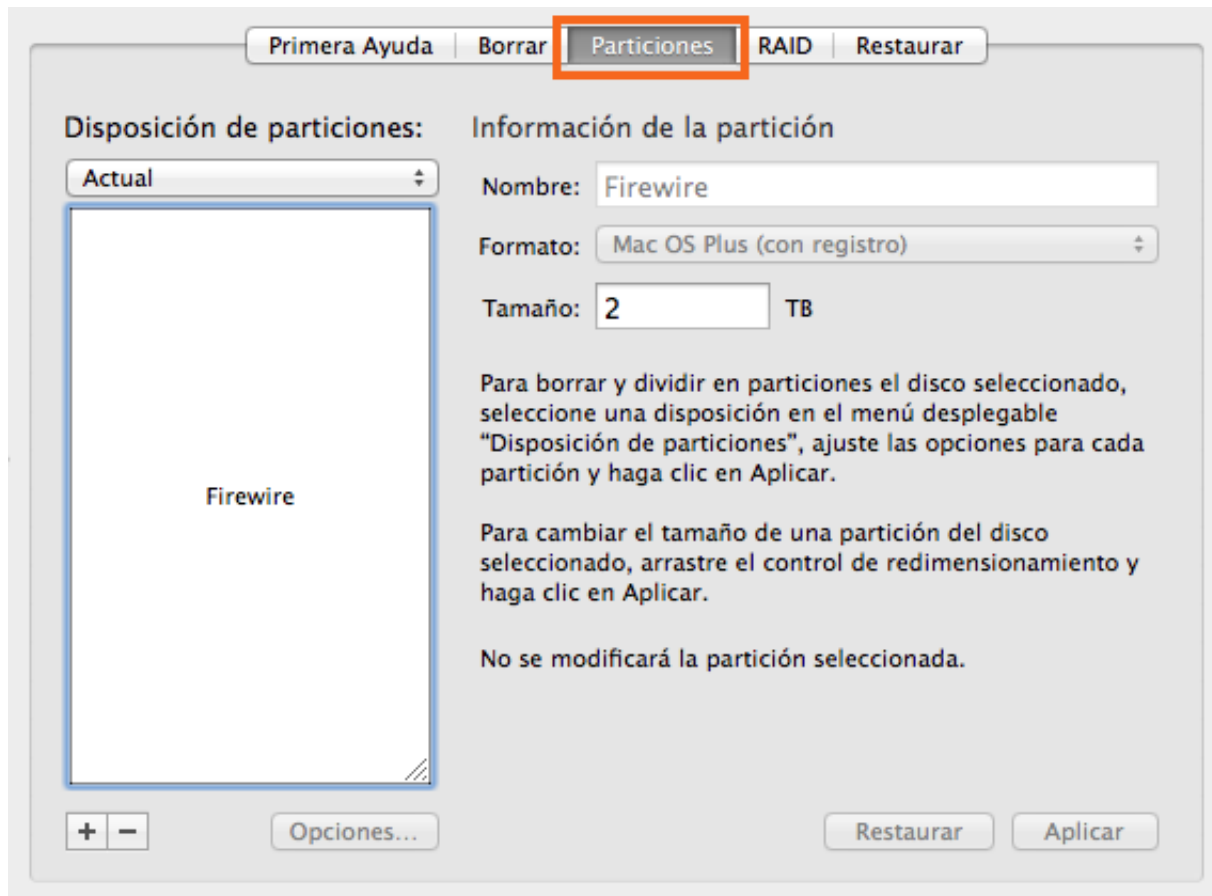 Primera Ayuda Borrar Particiones RAID Restaurar
Disposición de particiones:
Actual
Firewire
Información de la partición
Nombre: Firewire
Formato: Mac OS Plus (con registro)
Tamaño: 2 TB
Para borrar y dividir en particiones el disco seleccionado,
seleccione una disposición en el menú desplegable
“Disposición de particiones”, ajuste las opciones para cada
partición y haga clic en Aplicar.
Para cambiar el tamaño de una partición del disco
seleccionado, arrastre el control de redimensionamiento y
haga clic en Aplicar.
No se modificará la partición seleccionada.
+ − Opciones... Restaurar Aplicar